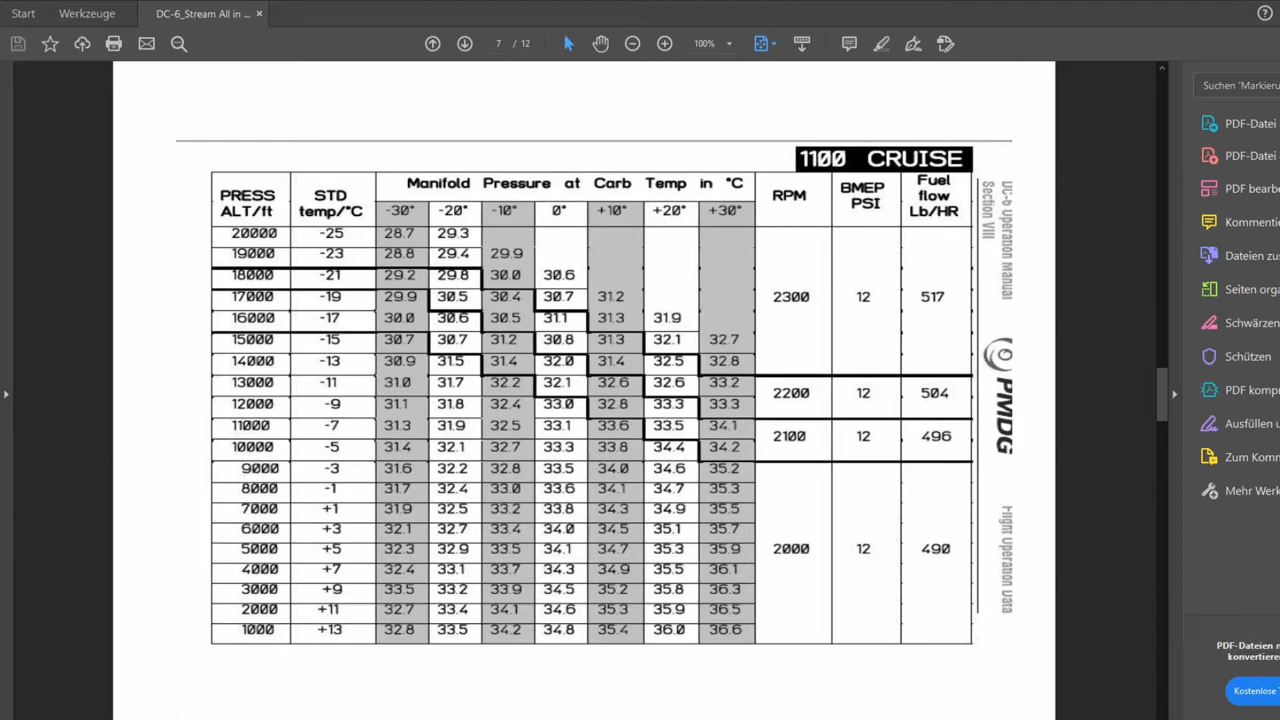 Start Werkzeuge DC-6_Stream All in ... ×
7 / 12 100%
Suchen 'Markieru
PDF-Datei
PDF-Datei
PDF bearbe
Kommentie
Dateien zus
Seiten orga
Schwärzen
Schützen
PDF kompr
Ausfüllen u
Zum Komm
Mehr Werk
PDF-Dateien n
konvertiere
Kostenlose T
1100 CRUISE
PRESS ALT/ft STD temp/°C Manifold Pressure at Carb Temp in °C RPM BMEP PSI Fuel flow Lb/HR
-30° -20° -10° 0° +10° +20° +30°
20000 -25 28.7 29.3
19000 -23 28.8 29.4 29.9
18000 -21 29.2 29.8 30.0 30.6
17000 -19 29.9 30.5 30.4 30.7 31.2 2300 12 517
16000 -17 30.0 30.6 30.5 31.1 31.3 31.9
15000 -15 30.7 30.7 31.2 30.8 31.3 32.1 32.7
14000 -13 30.9 31.5 31.4 32.0 31.4 32.5 32.8
13000 -11 31.0 31.7 32.2 32.1 32.6 32.6 33.2 2200 12 504
12000 -9 31.1 31.8 32.4 33.0 32.8 33.3 33.3
11000 -7 31.3 31.9 32.5 33.1 33.6 33.5 34.1 2100 12 496
10000 -5 31.4 32.1 32.7 33.3 33.8 34.4 34.2
9000 -3 31.6 32.2 32.8 33.5 34.0 34.6 35.2
8000 -1 31.7 32.4 33.0 33.6 34.1 34.7 35.3
7000 +1 31.9 32.5 33.2 33.8 34.3 34.9 35.5
6000 +3 32.1 32.7 33.4 34.0 34.5 35.1 35.7
5000 +5 32.3 32.9 33.5 34.1 34.7 35.3 35.9 2000 12 490
4000 +7 32.4 33.1 33.7 34.3 34.9 35.5 36.1
3000 +9 33.5 33.2 33.9 34.5 35.2 35.8 36.3
2000 +11 32.7 33.4 34.1 34.6 35.3 35.9 36.5
1000 +13 32.8 33.5 34.2 34.8 35.4 36.0 36.6
DC-6 Operation Manual
Section VIII
PMDG
Flight Operation Data